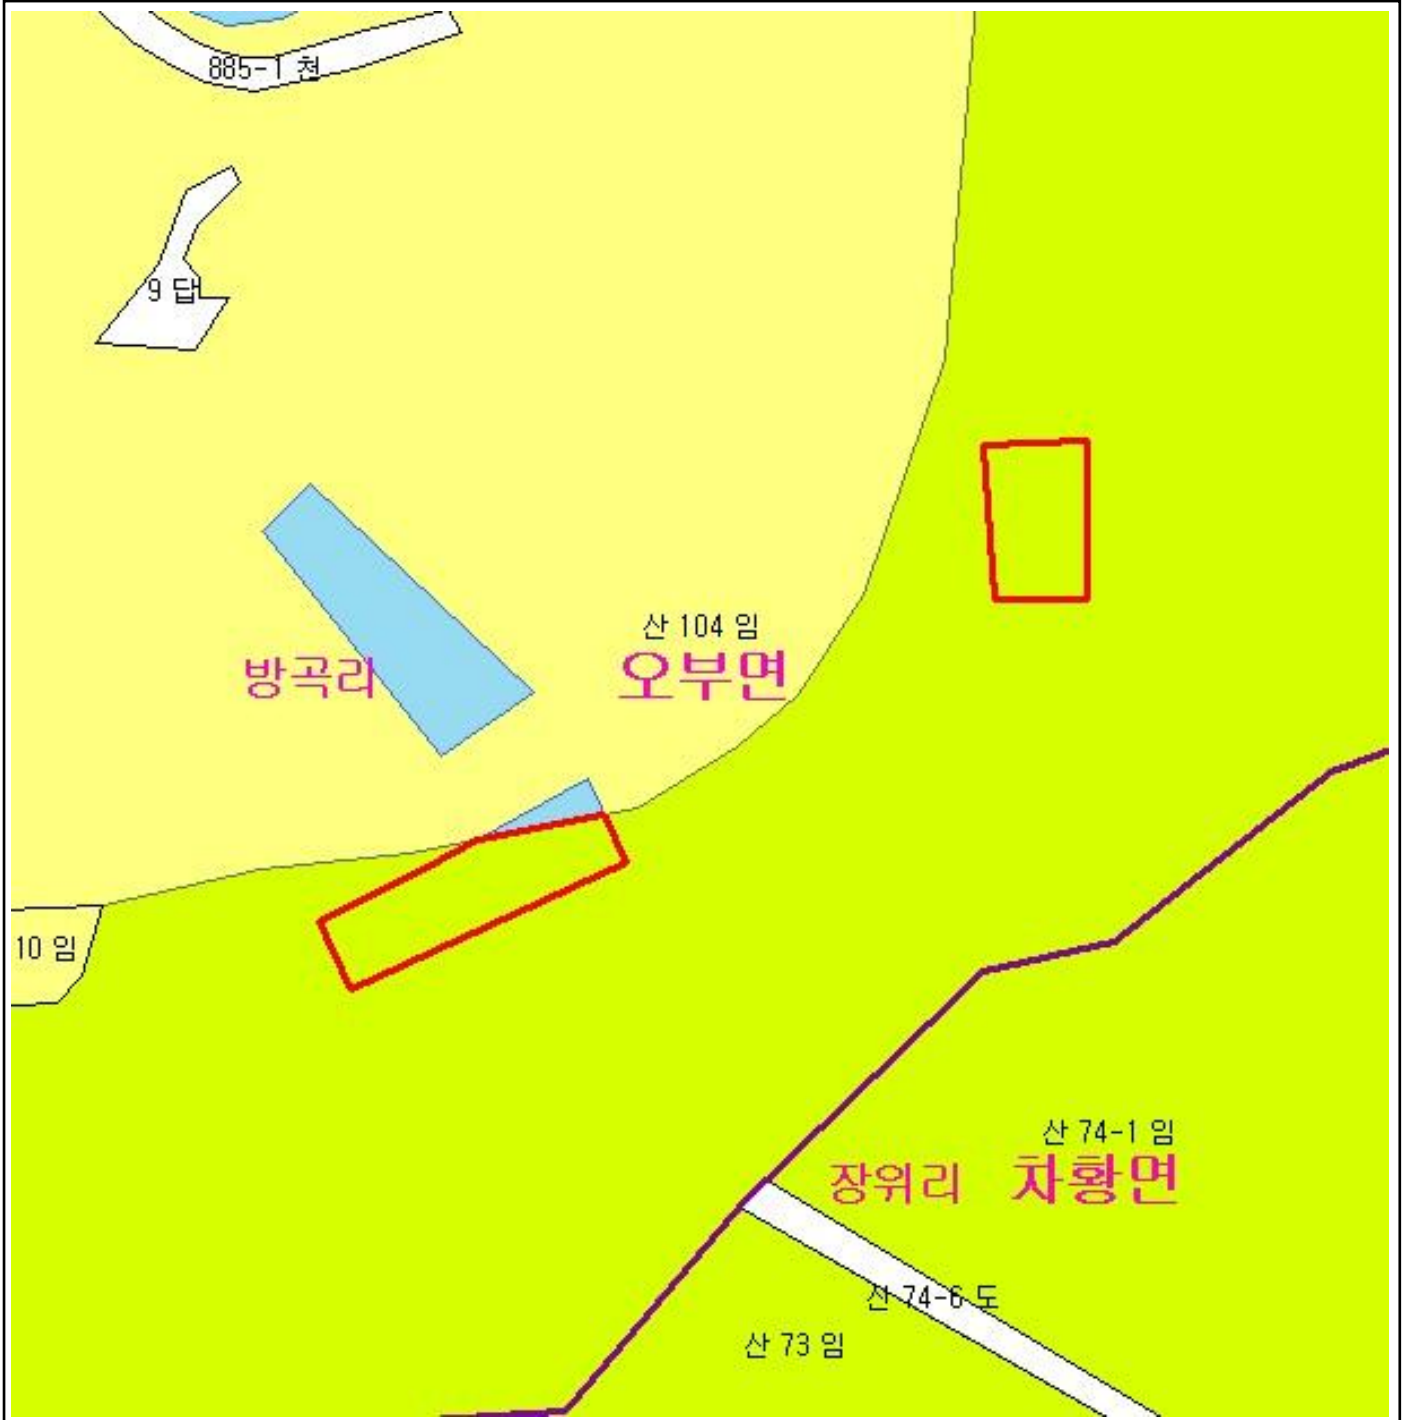 885-1 천
9 답
산 104 임
방곡리 오부면
10 임
산 74-1 임
장위리 차황면
산 74-6 도
산 73 임